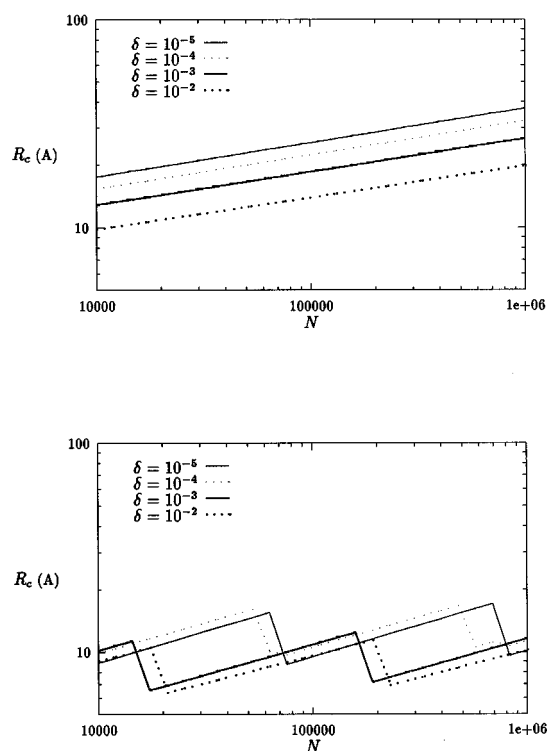 100
δ = 10⁻⁵
δ = 10⁻⁴
δ = 10⁻³
δ = 10⁻²
R_c (A)
10
10000 100000 1e+06
N
100
δ = 10⁻⁵
δ = 10⁻⁴
δ = 10⁻³
δ = 10⁻²
R_c (A)
10
10000 100000 1e+06
N